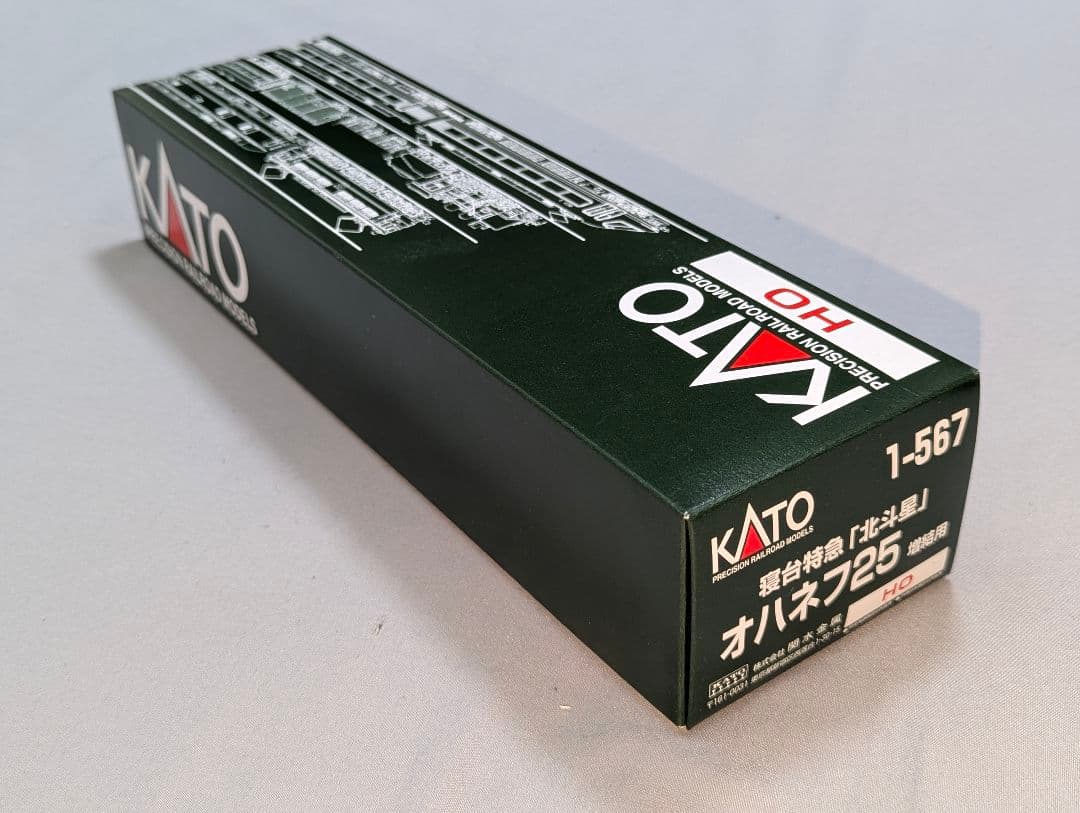 KATO
PRECISION RAILROAD MODELS
HO
KATO
PRECISION RAILROAD MODELS
1-567
KATO
PRECISION RAILROAD MODELS
寝台特急「北斗星」
オハネフ25 増結用
HO
株式会社 関水金属
〒161-0031